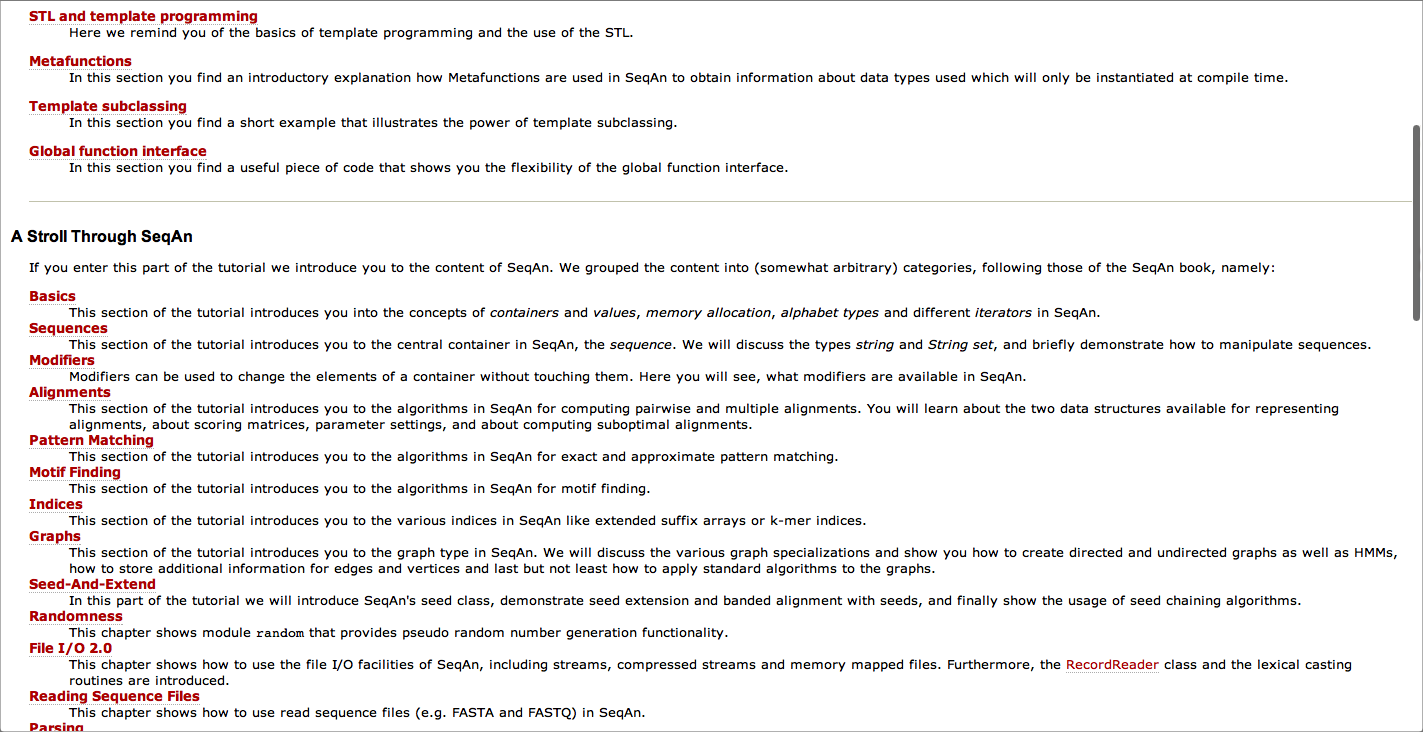 STL and template programming
Here we remind you of the basics of template programming and the use of the STL.
Metafunctions
In this section you find an introductory explanation how Metafunctions are used in SeqAn to obtain information about data types used which will only be instantiated at compile time.
Template subclassing
In this section you find a short example that illustrates the power of template subclassing.
Global function interface
In this section you find a useful piece of code that shows you the flexibility of the global function interface.
A Stroll Through SeqAn
If you enter this part of the tutorial we introduce you to the content of SeqAn. We grouped the content into (somewhat arbitrary) categories, following those of the SeqAn book, namely:
Basics
This section of the tutorial introduces you into the concepts of containers and values, memory allocation, alphabet types and different iterators in SeqAn.
Sequences
This section of the tutorial introduces you to the central container in SeqAn, the sequence. We will discuss the types string and String set, and briefly demonstrate how to manipulate sequences.
Modifiers
Modifiers can be used to change the elements of a container without touching them. Here you will see, what modifiers are available in SeqAn.
Alignments
This section of the tutorial introduces you to the algorithms in SeqAn for computing pairwise and multiple alignments. You will learn about the two data structures available for representing
alignments, about scoring matrices, parameter settings, and about computing suboptimal alignments.
Pattern Matching
This section of the tutorial introduces you to the algorithms in SeqAn for exact and approximate pattern matching.
Motif Finding
This section of the tutorial introduces you to the algorithms in SeqAn for motif finding.
Indices
This section of the tutorial introduces you to the various indices in SeqAn like extended suffix arrays or k-mer indices.
Graphs
This section of the tutorial introduces you to the graph type in SeqAn. We will discuss the various graph specializations and show you how to create directed and undirected graphs as well as HMMs,
how to store additional information for edges and vertices and last but not least how to apply standard algorithms to the graphs.
Seed-And-Extend
In this part of the tutorial we will introduce SeqAn's seed class, demonstrate seed extension and banded alignment with seeds, and finally show the usage of seed chaining algorithms.
Randomness
This chapter shows module random that provides pseudo random number generation functionality.
File I/O 2.0
This chapter shows how to use the file I/O facilities of SeqAn, including streams, compressed streams and memory mapped files. Furthermore, the RecordReader class and the lexical casting
routines are introduced.
Reading Sequence Files
This chapter shows how to use read sequence files (e.g. FASTA and FASTQ) in SeqAn.
Parsing